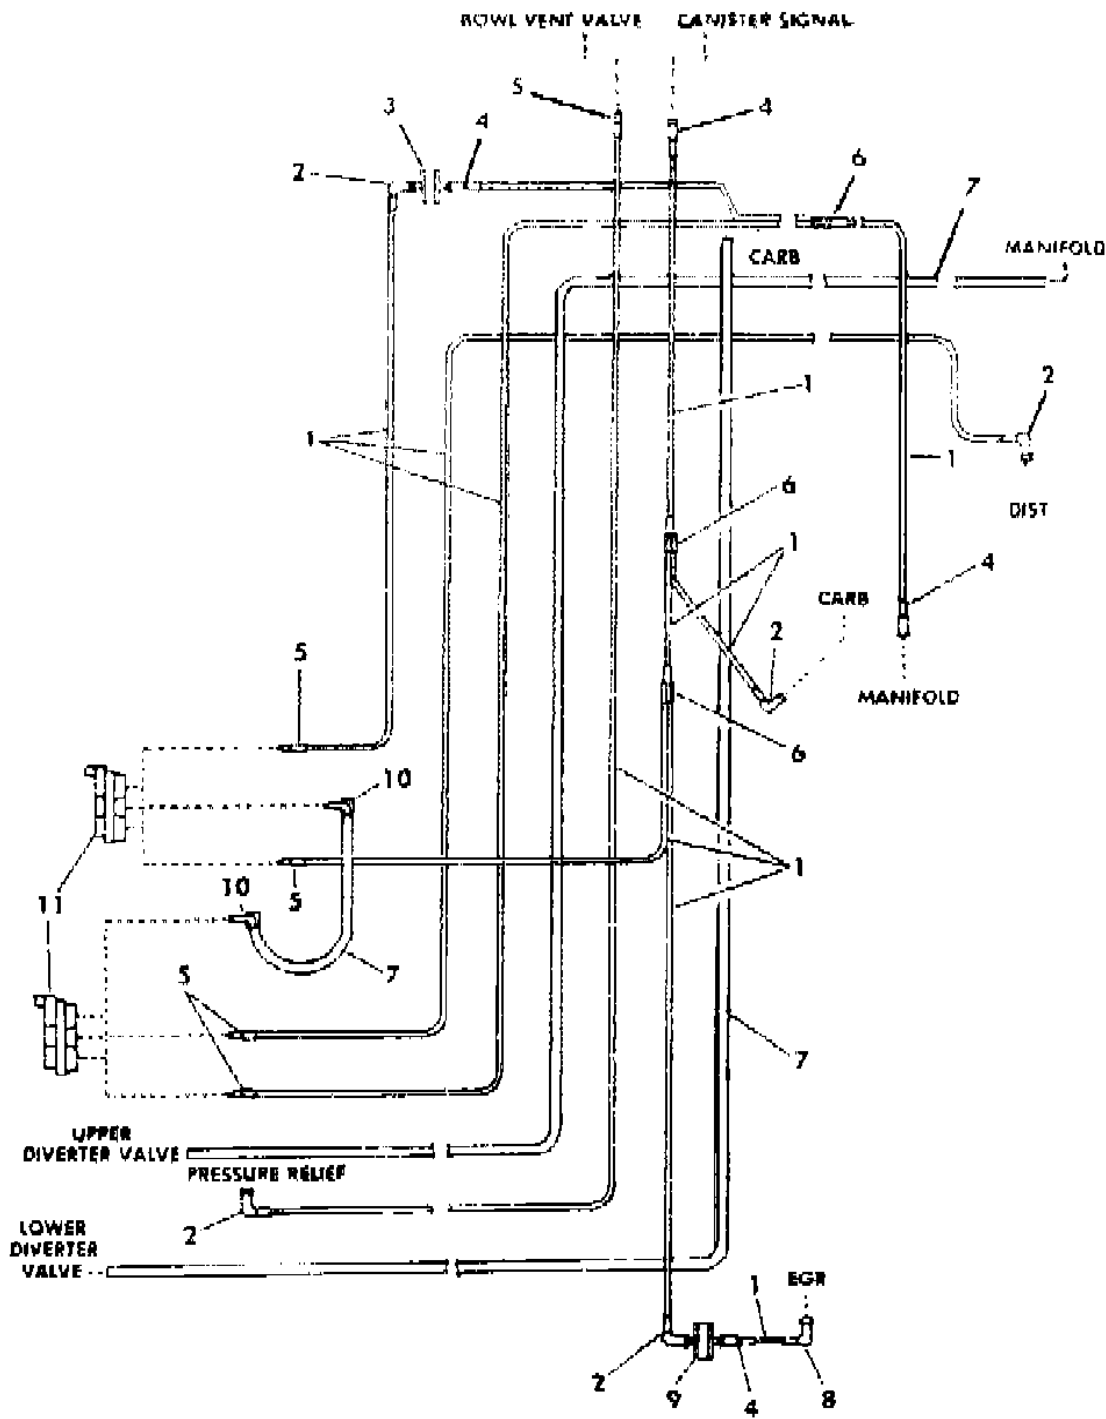 BOWL VENT VALVE CANISTER SIGNAL
5
4
3
4
2
6
7
CARB
MANIFOLD
1
2
1
1
6
DIST
1
4
CARB
2
5
MANIFOLD
6
10
1
11
10
5
5
7
7
UPPER
DIVERTER VALVE
PRESSURE RELIEF
2
LOWER
DIVERTER
VALVE
EGR
1
2
9
4
8